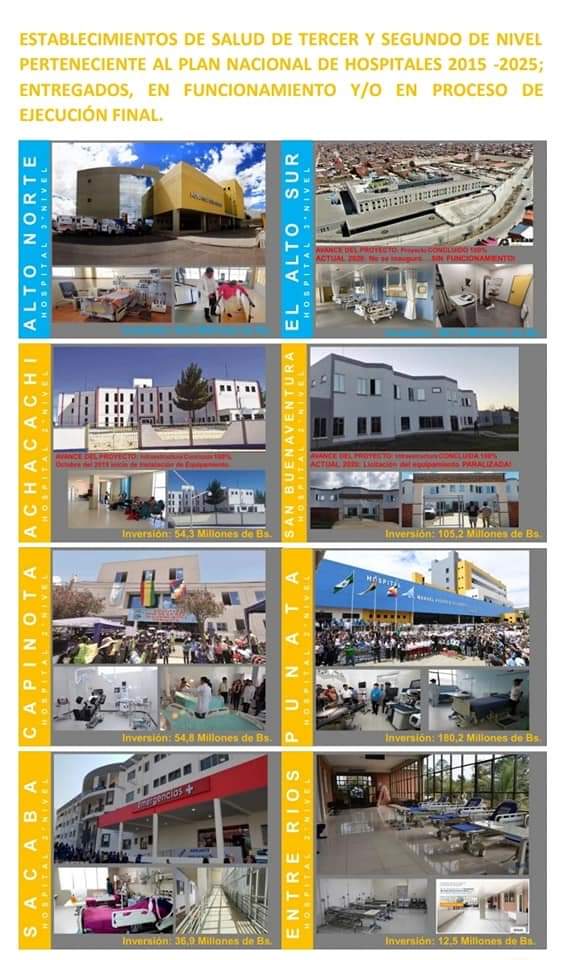 ESTABLECIMIENTOS DE SALUD DE TERCER Y SEGUNDO DE NIVEL
PERTENECIENTE AL PLAN NACIONAL DE HOSPITALES 2015 -2025;
ENTREGADOS, EN FUNCIONAMIENTO Y/O EN PROCESO DE
EJECUCIÓN FINAL.
ALTO NORTE
HOSPITAL 3°NIVEL
Millones de Bs.
EL ALTO SUR
HOSPITAL 3°NIVEL
AVANCE DEL PROYECTO: Proyecto CONCLUIDO 100%
ACTUAL 2020: No se inauguró... SIN FUNCIONAMIENTO!
Millones de Bs.
ACHACACHI
HOSPITAL 2°NIVEL
AVANCE DEL PROYECTO: Infraestructura Concluida 100%
Octubre del 2019 inicio de Instalación de Equipamiento.
Inversión: 54,3 Millones de Bs.
SAN BUENAVENTURA
HOSPITAL 2°NIVEL
AVANCE DEL PROYECTO: Infraestructura CONCLUIDA 100%
ACTUAL 2020: Licitación del equipamiento PARALIZADA!
Inversión: 105,2 Millones de Bs.
CAPINOTA
HOSPITAL 2°NIVEL
Inversión: 54,8 Millones de Bs.
PUNATA
HOSPITAL 2°NIVEL
HOSPITAL
Inversión: 180,2 Millones de Bs.
SACABA
HOSPITAL 2°NIVEL
Emergencias
Inversión: 36,9 Millones de Bs.
ENTRE RIOS
HOSPITAL 2°NIVEL
Inversión: 12,5 Millones de Bs.